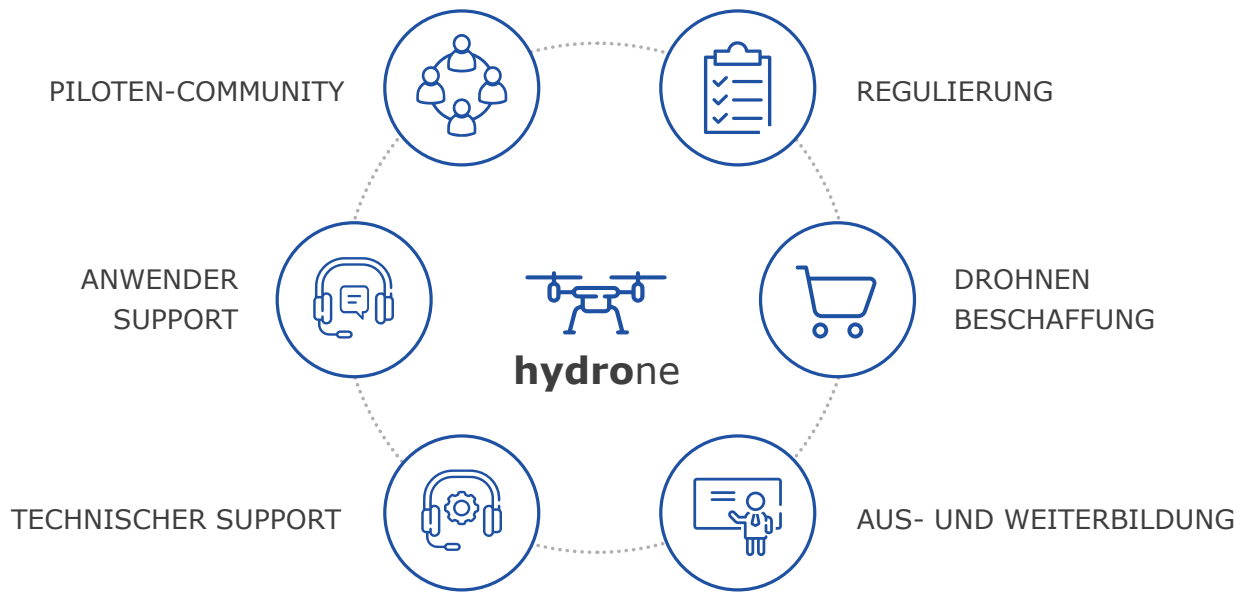 PILOTEN-COMMUNITY
REGULIERUNG
ANWENDER
SUPPORT
DROHNEN
BESCHAFFUNG
hydrone
TECHNISCHER SUPPORT
AUS- UND WEITERBILDUNG